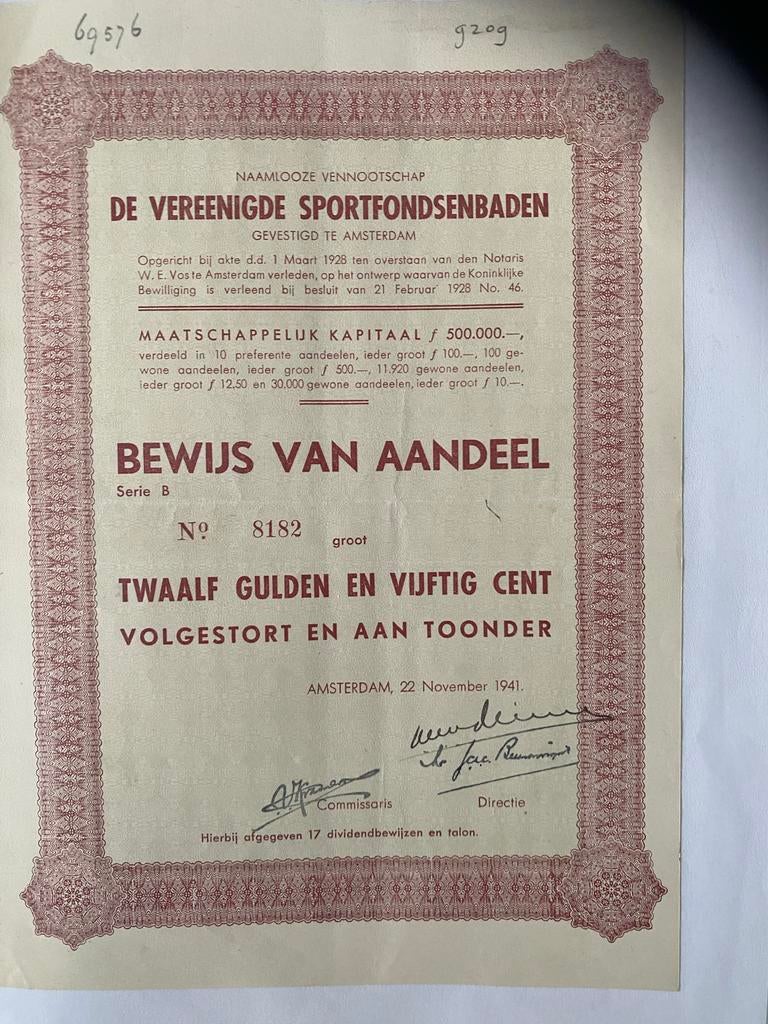 69576
9209
NAAMLOOZE VENNOOTSCHAP
DE VEREENIGDE SPORTFONDSENBADEN
GEVESTIGD TE AMSTERDAM
Opgericht bij akte d.d. 1 Maart 1928 ten overstaan van den Notaris
W. E. Vos te Amsterdam verleden, op het ontwerp waarvan de Koninklijke
Bewilliging is verleend bij besluit van 21 Februar 1928 No. 46.
MAATSCHAPPELIJK KAPITAAL ƒ 500.000.—,
verdeeld in 10 preferente aandeelen, ieder groot ƒ 100.—, 100 ge-
wone aandeelen, ieder groot ƒ 500.—, 11.920 gewone aandeelen,
ieder groot ƒ 12.50 en 30.000 gewone aandeelen, ieder groot ƒ 10.—.
BEWIJS VAN AANDEEL
Serie B
Nº 8182 groot
TWAALF GULDEN EN VIJFTIG CENT
VOLGESTORT EN AAN TOONDER
AMSTERDAM, 22 November 1941.
Commissaris Directie
Hierbij afgegeven 17 dividendbewijzen en talon.